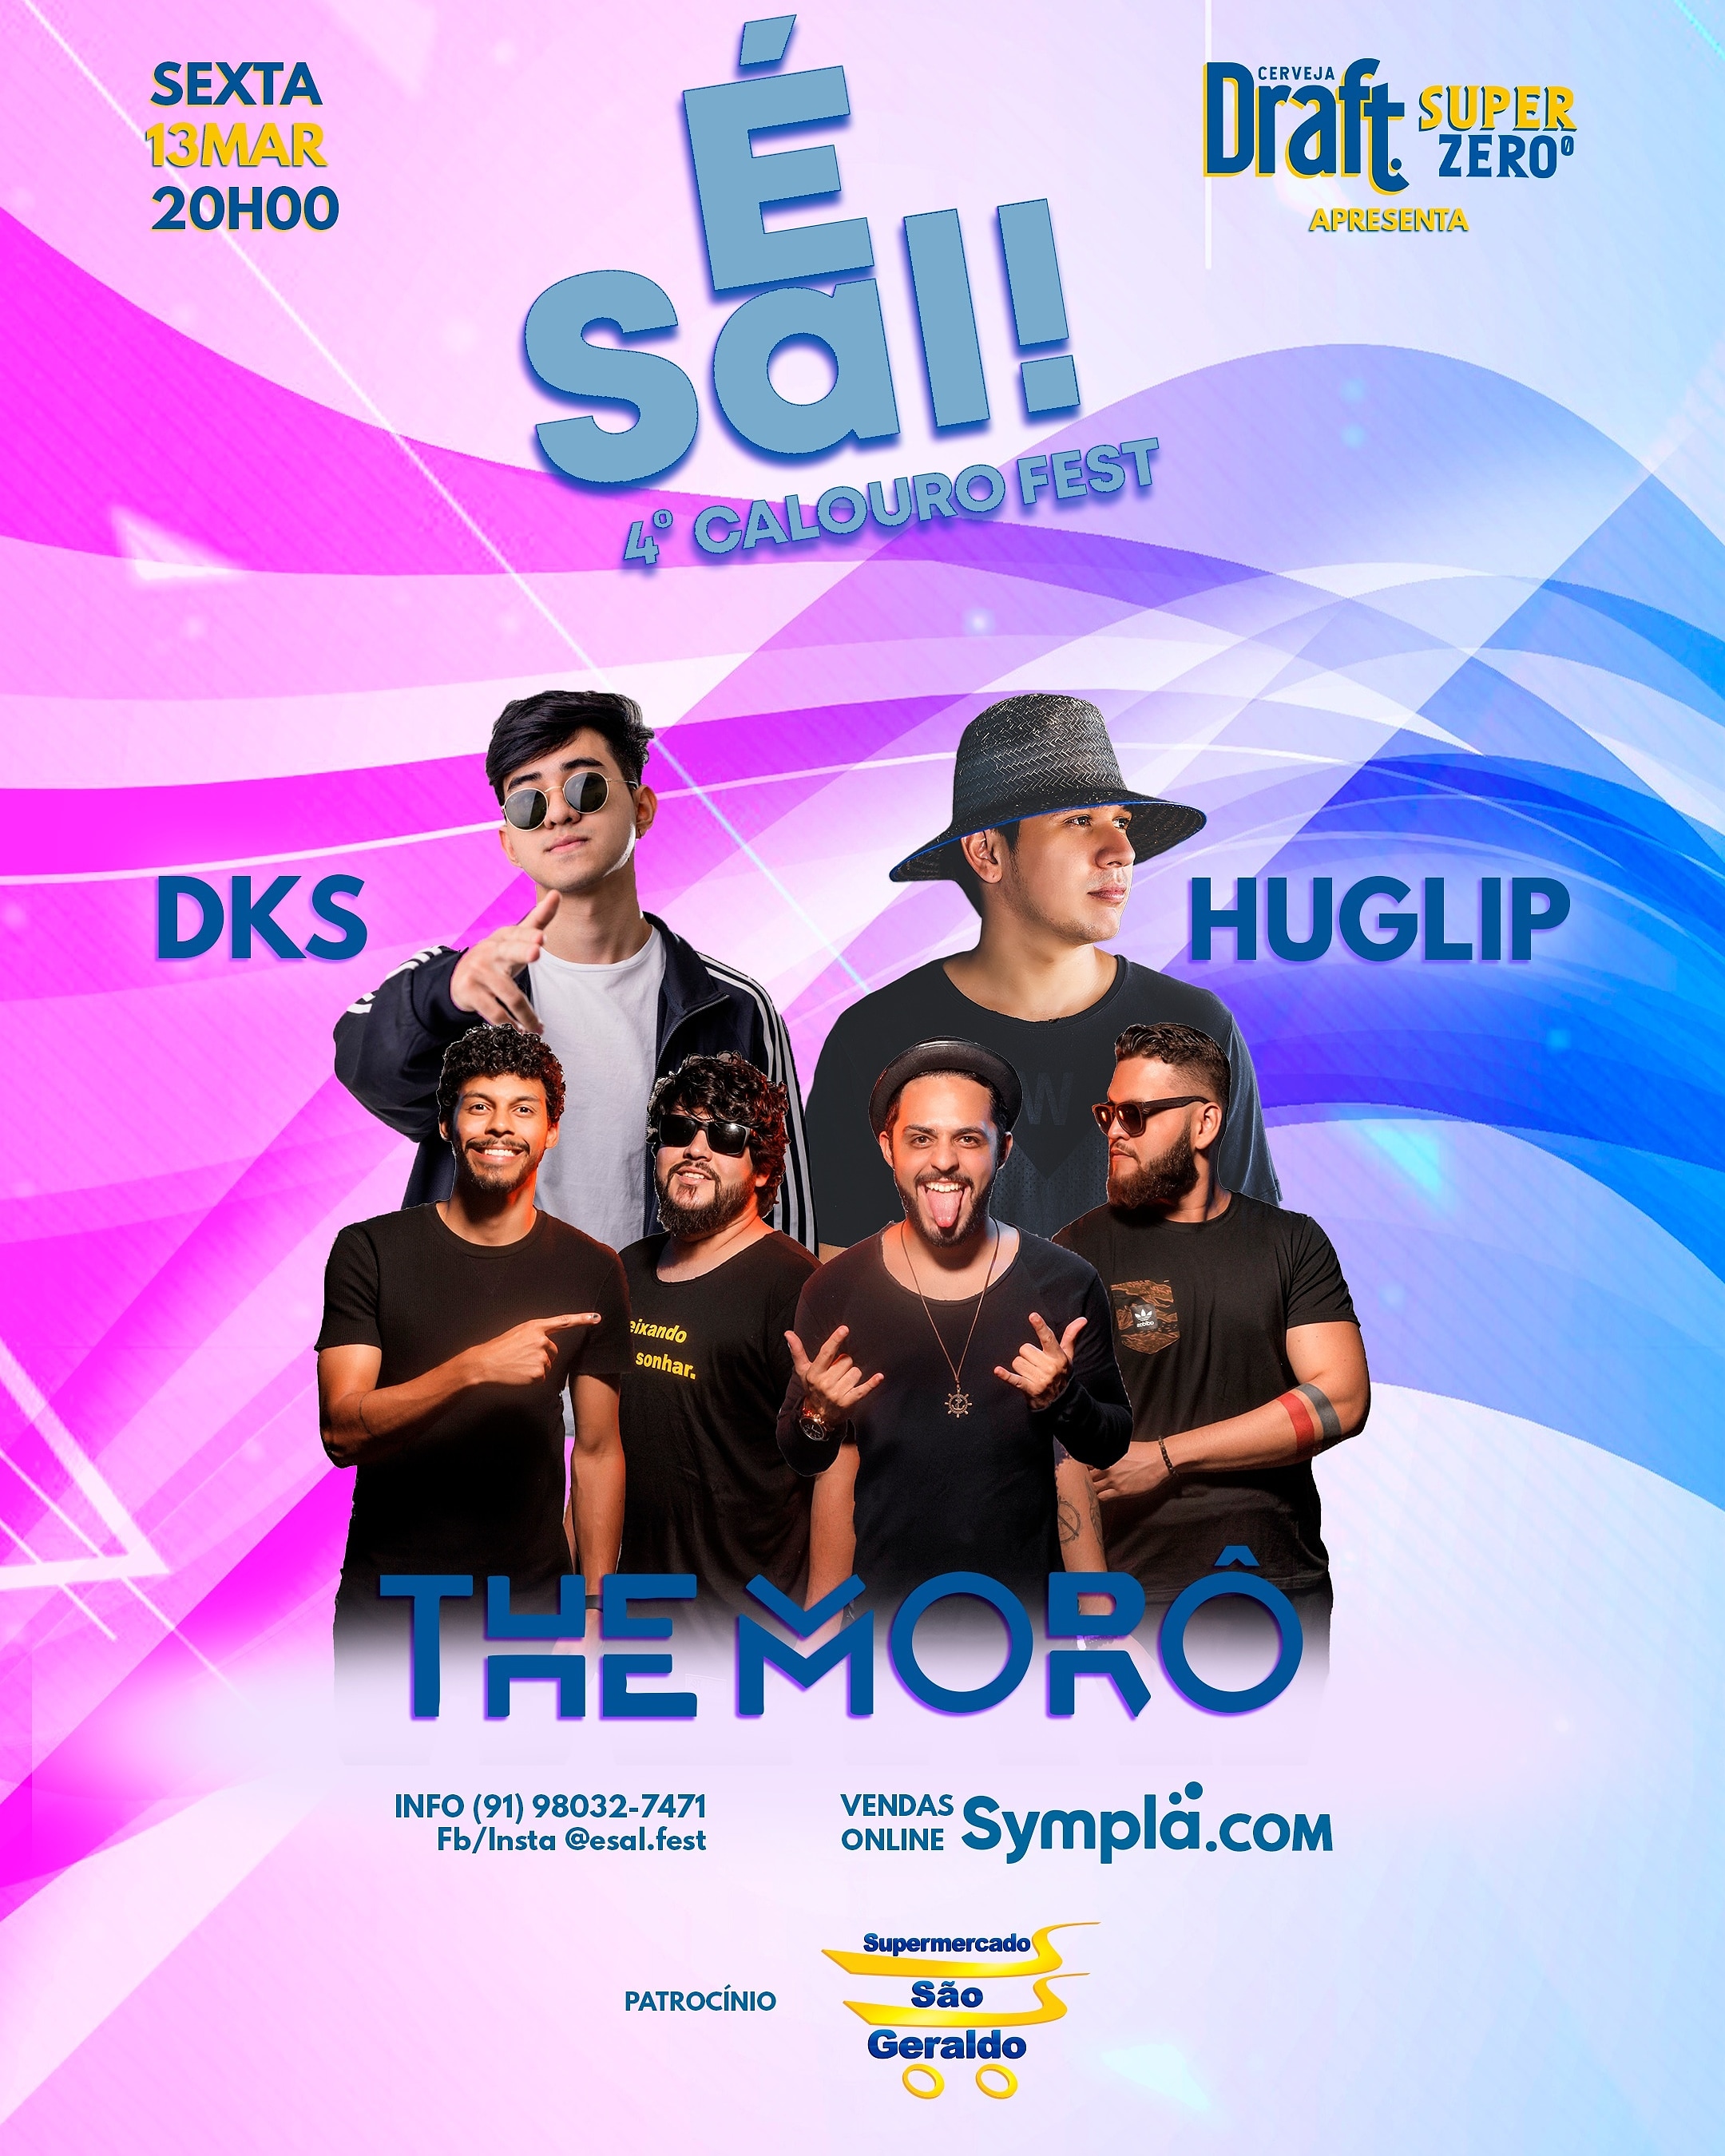 SEXTA
13MAR
20H00
É
Sal!
4º CALOURO FEST
CERVEJA
Draft.
SUPER
ZERO⁰
APRESENTA
DKS
HUGLIP
eixando
sonhar.
adidas
THE MORÔ
INFO (91) 98032-7471
Fb/Insta @esal.fest
VENDAS
ONLINE
Sympla.COM
PATROCÍNIO
Supermercado
São
Geraldo